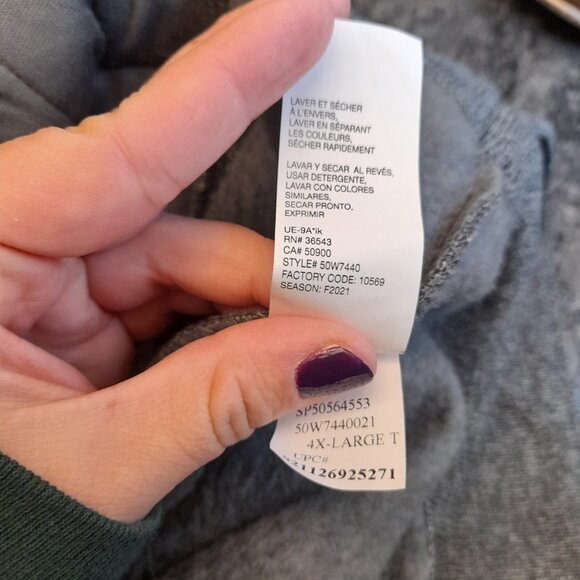 LAVER ET SÉCHER
À L'ENVERS,
LAVER EN SÉPARANT
LES COULEURS,
SÉCHER RAPIDEMENT
LAVAR Y SECAR AL REVÉS,
USAR DETERGENTE,
LAVAR CON COLORES
SIMILARES,
SECAR PRONTO,
EXPRIMIR
UE-9A*ik
RN# 36543
CA# 50900
STYLE# 50W7440
FACTORY CODE: 10569
SEASON: F2021
SP50564553
50W7440021
4X-LARGE T
UPC#
21126925271